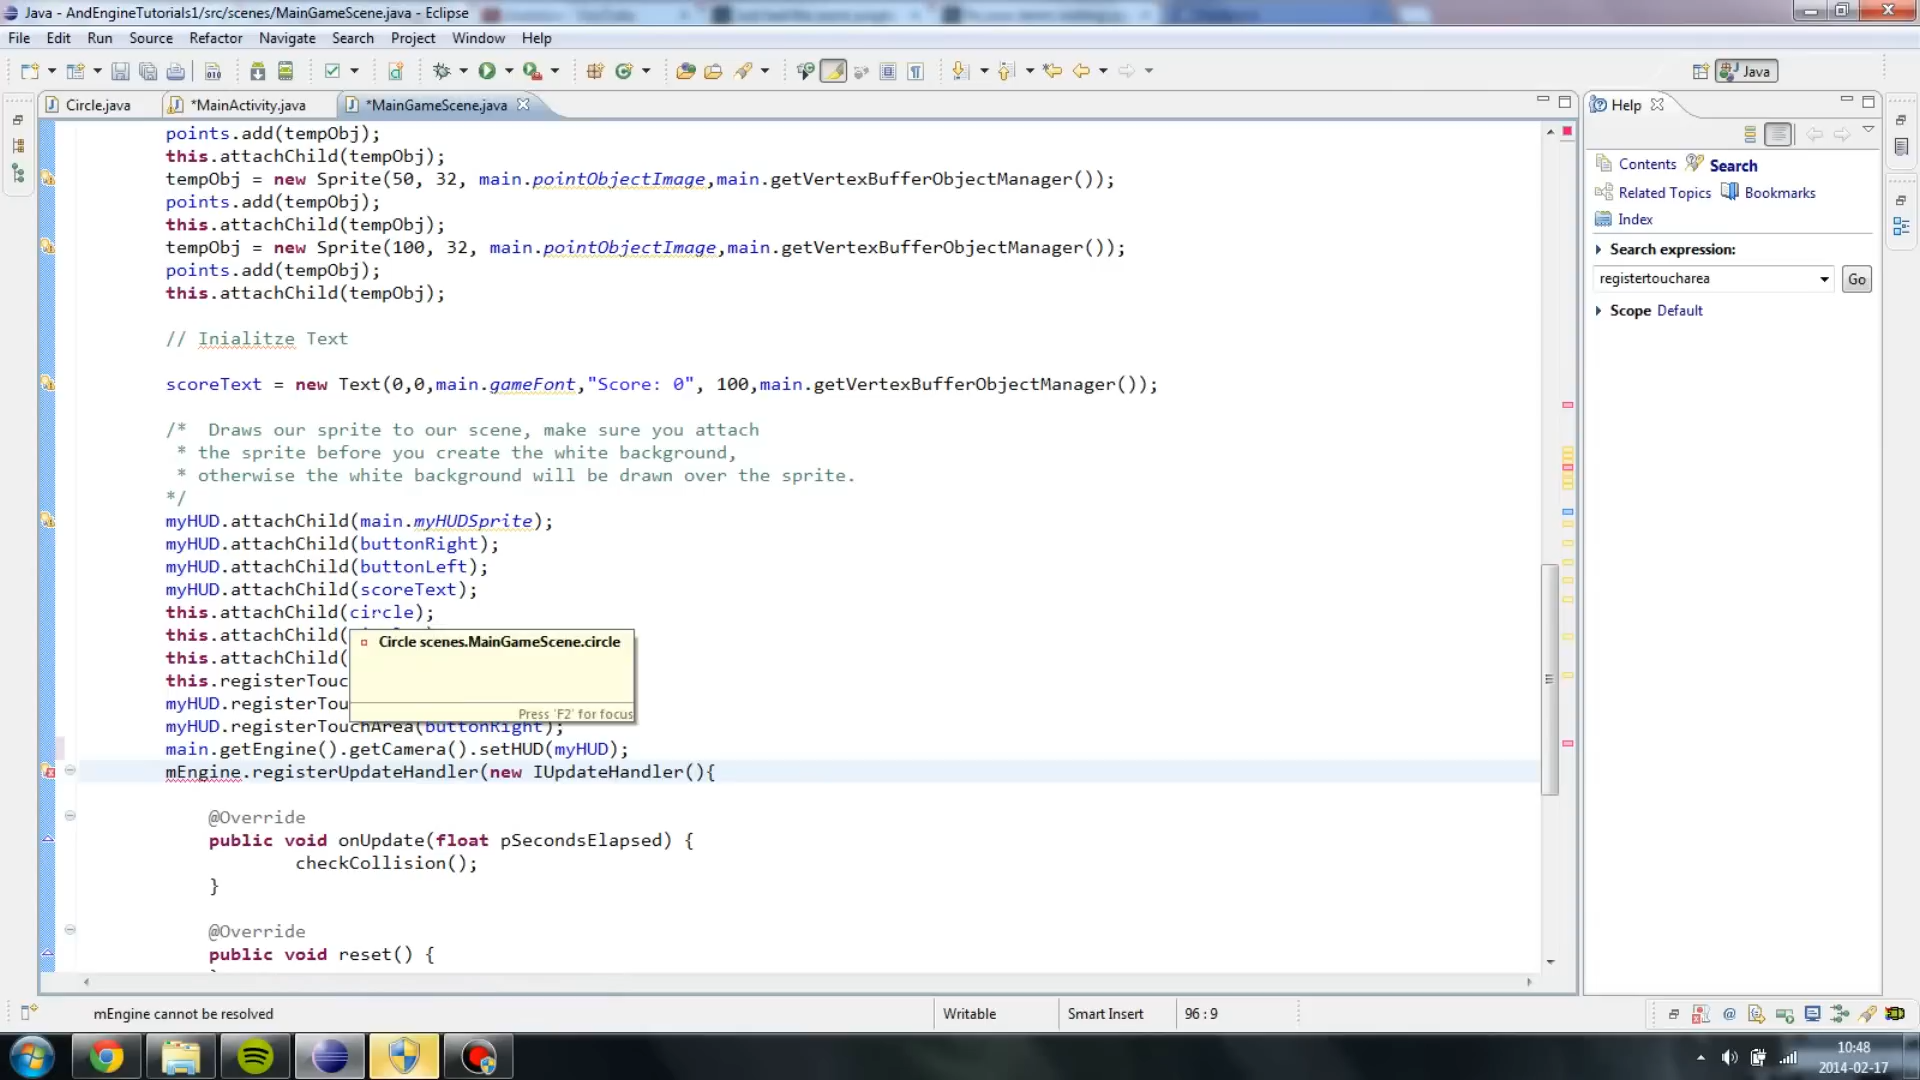 Java - AndEngineTutorials1/src/scenes/MainGameScene.java - Eclipse
File Edit Run Source Refactor Navigate Search Project Window Help
Java
Circle.java
*MainActivity.java
*MainGameScene.java
Help
points.add(tempObj);
this.attachChild(tempObj);
tempObj = new Sprite(50, 32, main.pointObjectImage,main.getVertexBufferObjectManager());
points.add(tempObj);
this.attachChild(tempObj);
tempObj = new Sprite(100, 32, main.pointObjectImage,main.getVertexBufferObjectManager());
points.add(tempObj);
this.attachChild(tempObj);
// Inialitze Text
scoreText = new Text(0,0,main.gameFont,"Score: 0", 100,main.getVertexBufferObjectManager());
/* Draws our sprite to our scene, make sure you attach
* the sprite before you create the white background,
* otherwise the white background will be drawn over the sprite.
*/
myHUD.attachChild(main.myHUDSprite);
myHUD.attachChild(buttonRight);
myHUD.attachChild(buttonLeft);
myHUD.attachChild(scoreText);
this.attachChild(circle);
this.attachChild(
Circle scenes.MainGameScene.circle
this.attachChild(
this.registerTouc
myHUD.registerTou
Press 'F2' for focus
myHUD.registerTouchArea(buttonRight);
main.getEngine().getCamera().setHUD(myHUD);
mEngine.registerUpdateHandler(new IUpdateHandler(){
@Override
public void onUpdate(float pSecondsElapsed) {
checkCollision();
}
@Override
public void reset() {
Contents Search
Related Topics Bookmarks
Index
Search expression:
registertoucharea
Go
Scope Default
mEngine cannot be resolved
Writable
Smart Insert
96 : 9
10:48
2014-02-17